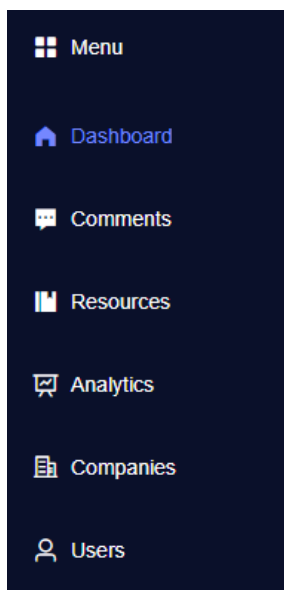 Menu
Dashboard
Comments
Resources
Analytics
Companies
Users